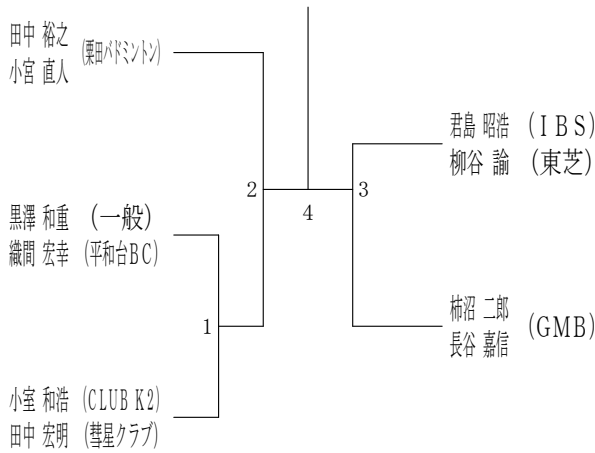 田中 裕之 (栗田バドミントン)
小宮 直人
黒澤 和重 (一般)
織間 宏幸 (平和台BC)
小室 和浩 (CLUB K2)
田中 宏明 (彗星クラブ)
1
2
4
3
君島 昭浩 (IBS)
柳谷 諭 (東芝)
柿沼 二郎 (GMB)
長谷 嘉信